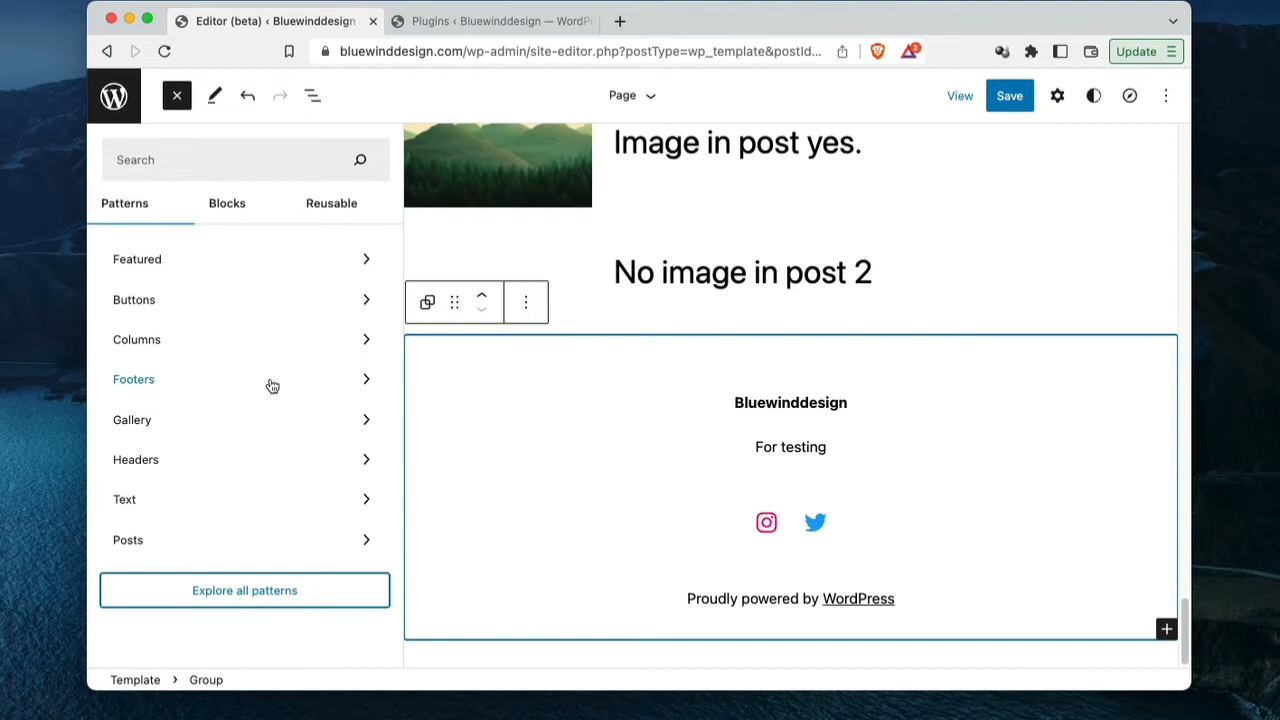 Editor (beta) ‹ Bluewinddesign
Plugins ‹ Bluewinddesign — WordPr
bluewinddesign.com/wp-admin/site-editor.php?postType=wp_template&postId...
3
Update
Page
View
Save
Search
Patterns
Blocks
Reusable
Featured
Buttons
Columns
Footers
Gallery
Headers
Text
Posts
Explore all patterns
Image in post yes.
No image in post 2
Bluewinddesign
For testing
Proudly powered by WordPress
Template > Group